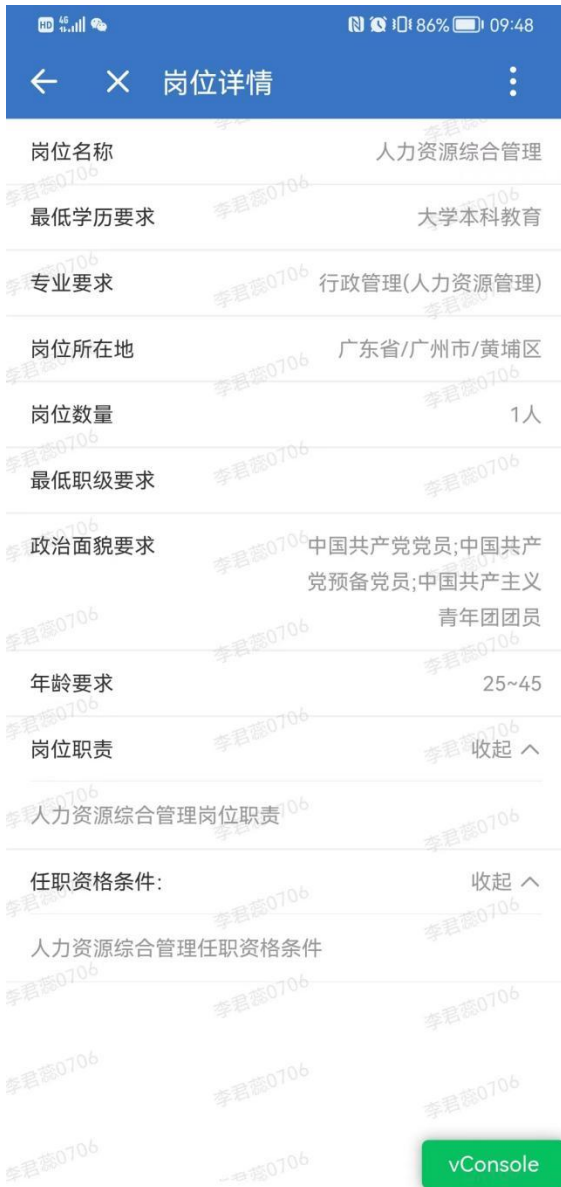 HD 4G 86% 09:48
岗位详情
岗位名称 人力资源综合管理
最低学历要求 大学本科教育
专业要求 行政管理(人力资源管理)
岗位所在地 广东省/广州市/黄埔区
岗位数量 1人
最低职级要求
政治面貌要求 中国共产党党员;中国共产
党预备党员;中国共产主义
青年团团员
年龄要求 25~45
岗位职责 收起
人力资源综合管理岗位职责
任职资格条件: 收起
人力资源综合管理任职资格条件
vConsole
李君蕊0706